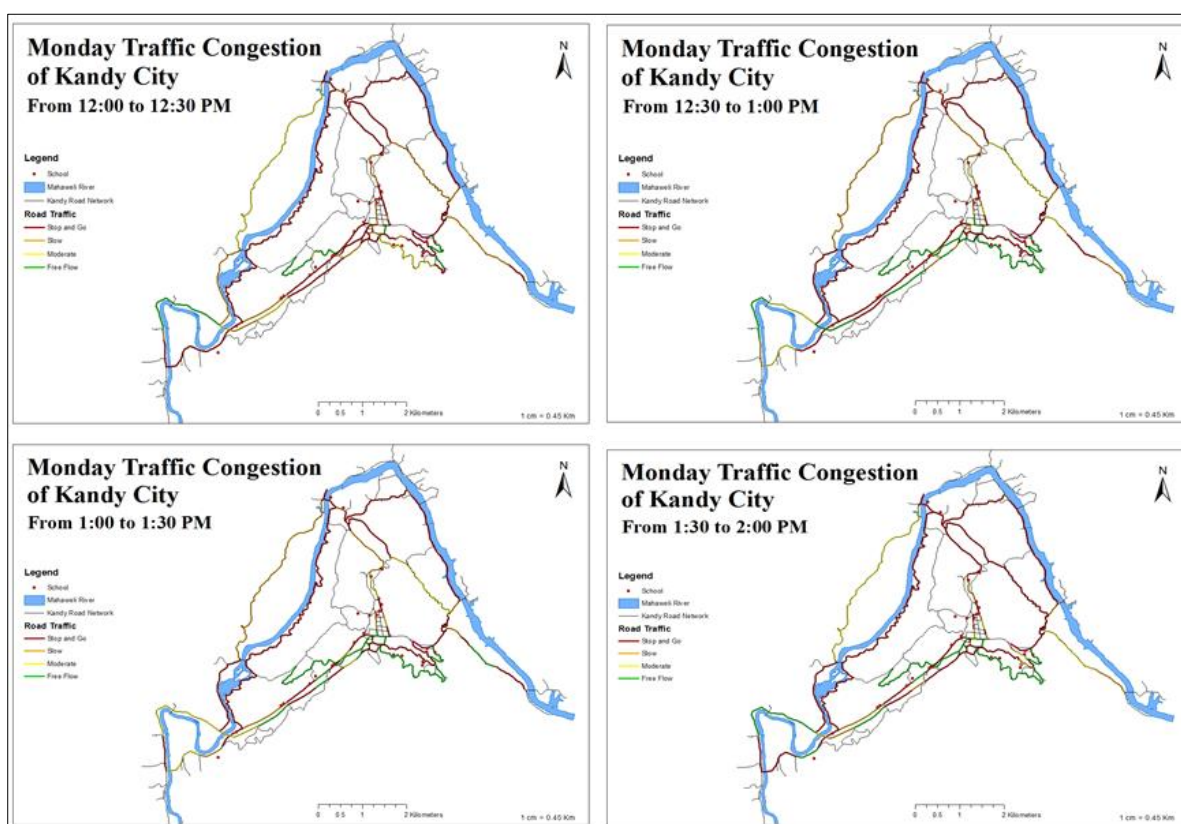 Monday Traffic Congestion
of Kandy City
From 12:00 to 12:30 PM
N
Legend
School
Mahaweli River
Kandy Road Network
Road Traffic
Stop and Go
Slow
Moderate
Free Flow
0 0.5 1 2 Kilometers
1 cm = 0.45 Km
Monday Traffic Congestion
of Kandy City
From 12:30 to 1:00 PM
N
Legend
School
Mahaweli River
Kandy Road Network
Road Traffic
Stop and Go
Slow
Moderate
Free Flow
0 0.5 1 2 Kilometers
1 cm = 0.45 Km
Monday Traffic Congestion
of Kandy City
From 1:00 to 1:30 PM
N
Legend
School
Mahaweli River
Kandy Road Network
Road Traffic
Stop and Go
Slow
Moderate
Free Flow
0 0.5 1 2 Kilometers
1 cm = 0.45 Km
Monday Traffic Congestion
of Kandy City
From 1:30 to 2:00 PM
N
Legend
School
Mahaweli River
Kandy Road Network
Road Traffic
Stop and Go
Slow
Moderate
Free Flow
0 0.5 1 2 Kilometers
1 cm = 0.45 Km